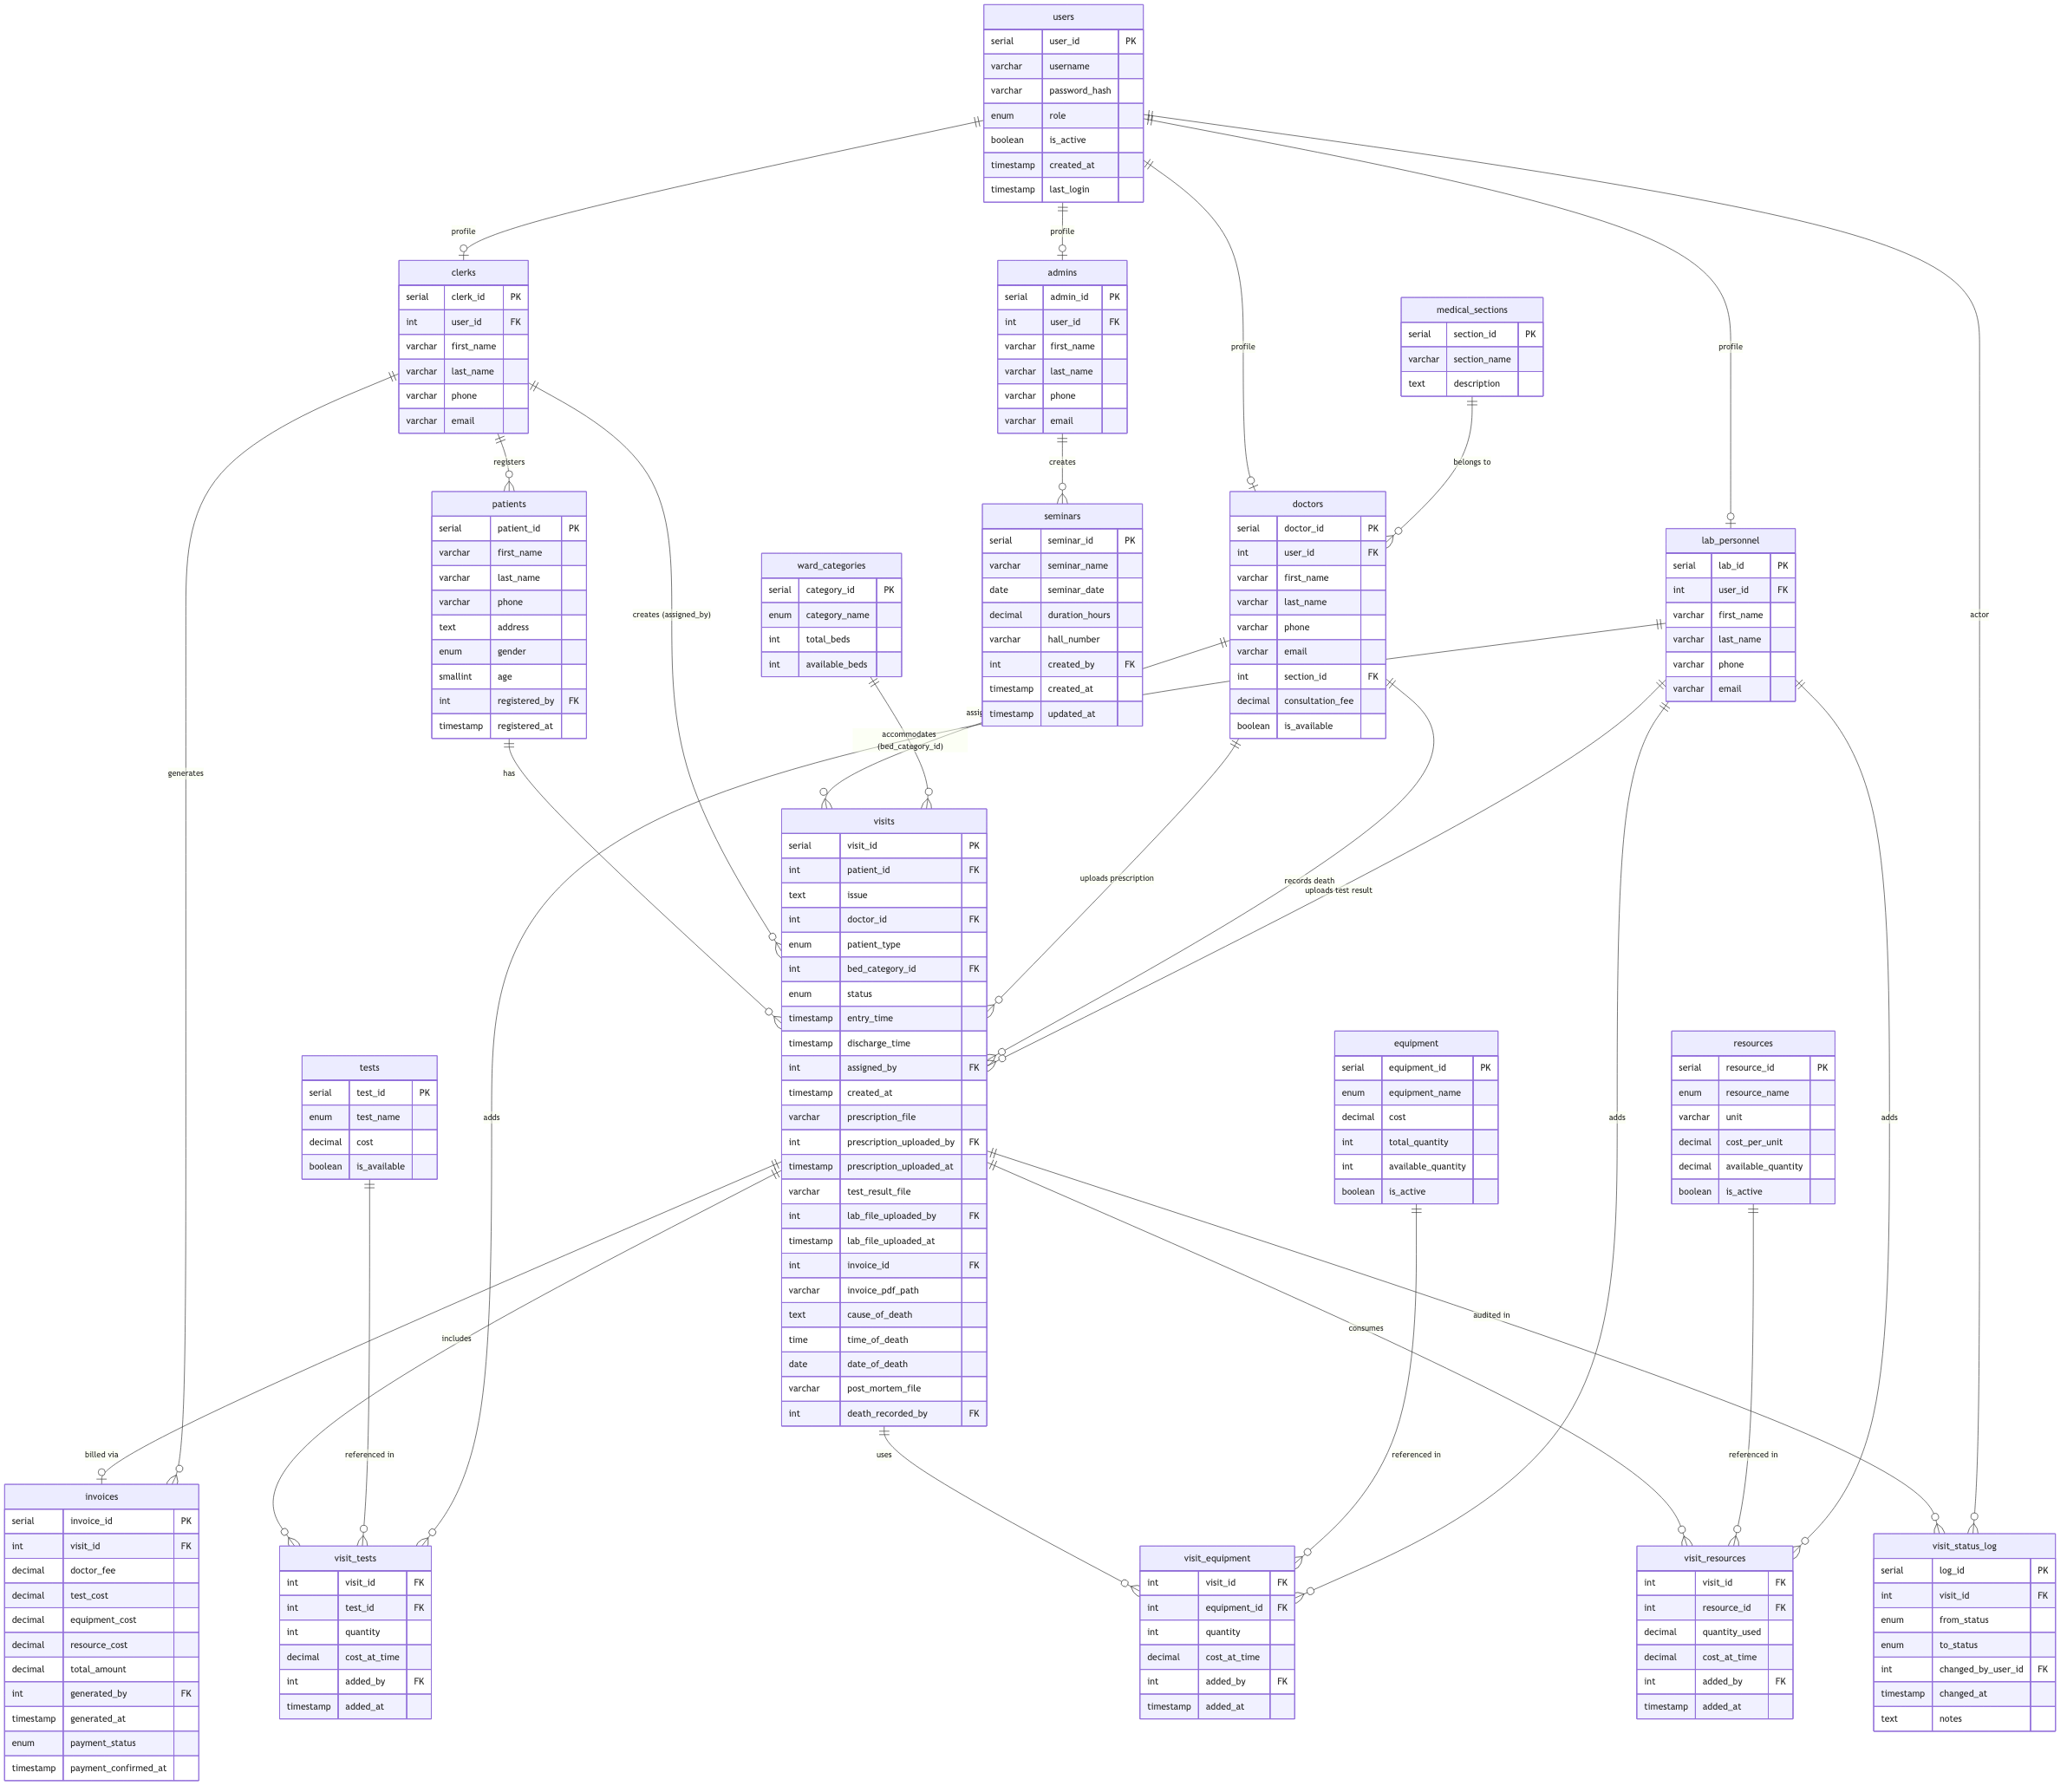 users
serial user_id PK
varchar username
varchar password_hash
enum role
boolean is_active
timestamp created_at
timestamp last_login
profile
profile
profile
profile
actor
clerks
serial clerk_id PK
int user_id FK
varchar first_name
varchar last_name
varchar phone
varchar email
admins
serial admin_id PK
int user_id FK
varchar first_name
varchar last_name
varchar phone
varchar email
medical_sections
serial section_id PK
varchar section_name
text description
registers
creates
belongs to
patients
serial patient_id PK
varchar first_name
varchar last_name
varchar phone
text address
enum gender
smallint age
int registered_by FK
timestamp registered_at
creates (assigned_by)
ward_categories
serial category_id PK
enum category_name
int total_beds
int available_beds
seminars
serial seminar_id PK
varchar seminar_name
date seminar_date
decimal duration_hours
varchar hall_number
int created_by FK
timestamp created_at
timestamp updated_at
doctors
serial doctor_id PK
int user_id FK
varchar first_name
varchar last_name
varchar phone
varchar email
int section_id FK
decimal consultation_fee
boolean is_available
lab_personnel
serial lab_id PK
int user_id FK
varchar first_name
varchar last_name
varchar phone
varchar email
accommodates
(bed_category_id)
generates
has
uploads prescription
records death
uploads test result
visits
serial visit_id PK
int patient_id FK
text issue
int doctor_id FK
enum patient_type
int bed_category_id FK
enum status
timestamp entry_time
timestamp discharge_time
int assigned_by FK
timestamp created_at
varchar prescription_file
int prescription_uploaded_by FK
timestamp prescription_uploaded_at
varchar test_result_file
int lab_file_uploaded_by FK
timestamp lab_file_uploaded_at
int invoice_id FK
varchar invoice_pdf_path
text cause_of_death
time time_of_death
date date_of_death
varchar post_mortem_file
int death_recorded_by FK
tests
serial test_id PK
enum test_name
decimal cost
boolean is_available
equipment
serial equipment_id PK
enum equipment_name
decimal cost
int total_quantity
int available_quantity
boolean is_active
resources
serial resource_id PK
enum resource_name
varchar unit
decimal cost_per_unit
decimal available_quantity
boolean is_active
adds
adds
adds
includes
consumes
audited in
billed via
referenced in
uses
referenced in
referenced in
invoices
serial invoice_id PK
int visit_id FK
decimal doctor_fee
decimal test_cost
decimal equipment_cost
decimal resource_cost
decimal total_amount
int generated_by FK
timestamp generated_at
enum payment_status
timestamp payment_confirmed_at
visit_tests
int visit_id FK
int test_id FK
int quantity
decimal cost_at_time
int added_by FK
timestamp added_at
visit_equipment
int visit_id FK
int equipment_id FK
int quantity
decimal cost_at_time
int added_by FK
timestamp added_at
visit_resources
int visit_id FK
int resource_id FK
decimal quantity_used
decimal cost_at_time
int added_by FK
timestamp added_at
visit_status_log
serial log_id PK
int visit_id FK
enum from_status
enum to_status
int changed_by_user_id FK
timestamp changed_at
text notes